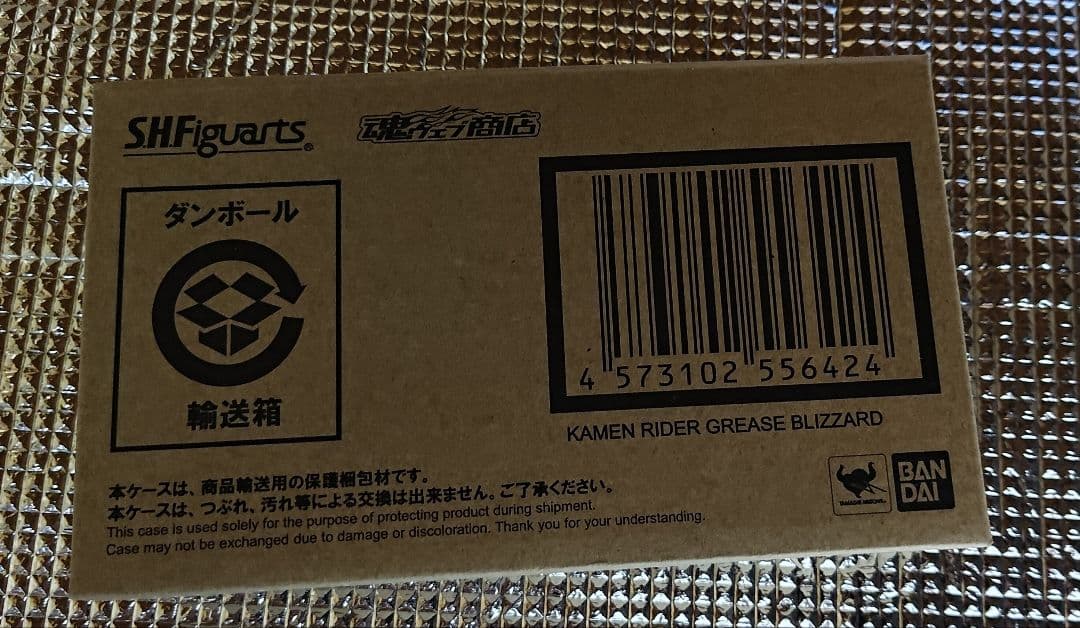 S.H.Figuarts®
魂ウェブ商店
ダンボール
輸送箱
4 573102 556424
KAMEN RIDER GREASE BLIZZARD
本ケースは、商品輸送用の保護梱包材です。
本ケースは、つぶれ、汚れ等による交換は出来ません。ご了承ください。
This case is used solely for the purpose of protecting product during shipment.
Case may not be exchanged due to damage or discoloration. Thank you for your understanding.
TAMASHII NATIONS
BAN
DAI